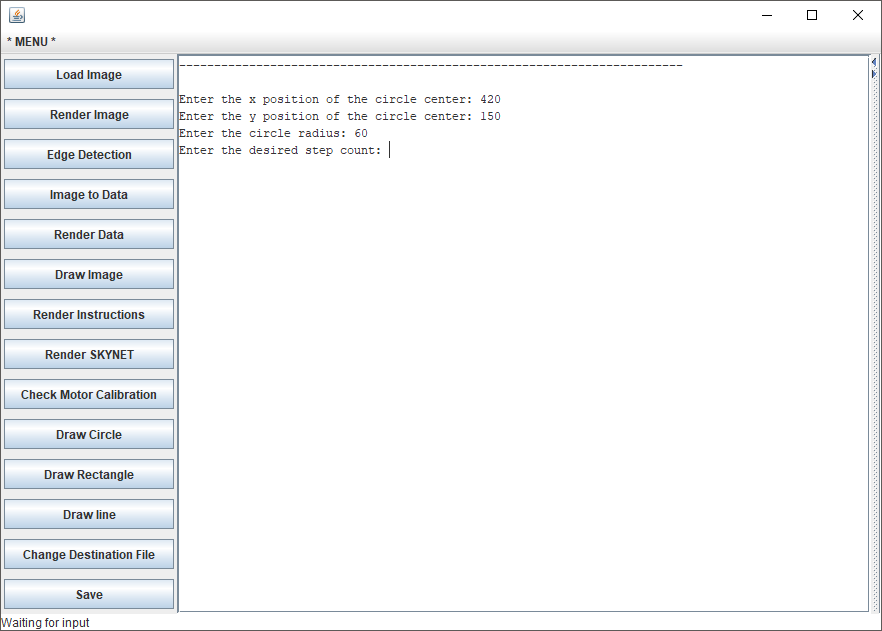 * MENU *
Load Image
Render Image
Edge Detection
Image to Data
Render Data
Draw Image
Render Instructions
Render SKYNET
Check Motor Calibration
Draw Circle
Draw Rectangle
Draw line
Change Destination File
Save
------------------------------------------------------------------------
Enter the x position of the circle center: 420
Enter the y position of the circle center: 150
Enter the circle radius: 60
Enter the desired step count:
Waiting for input